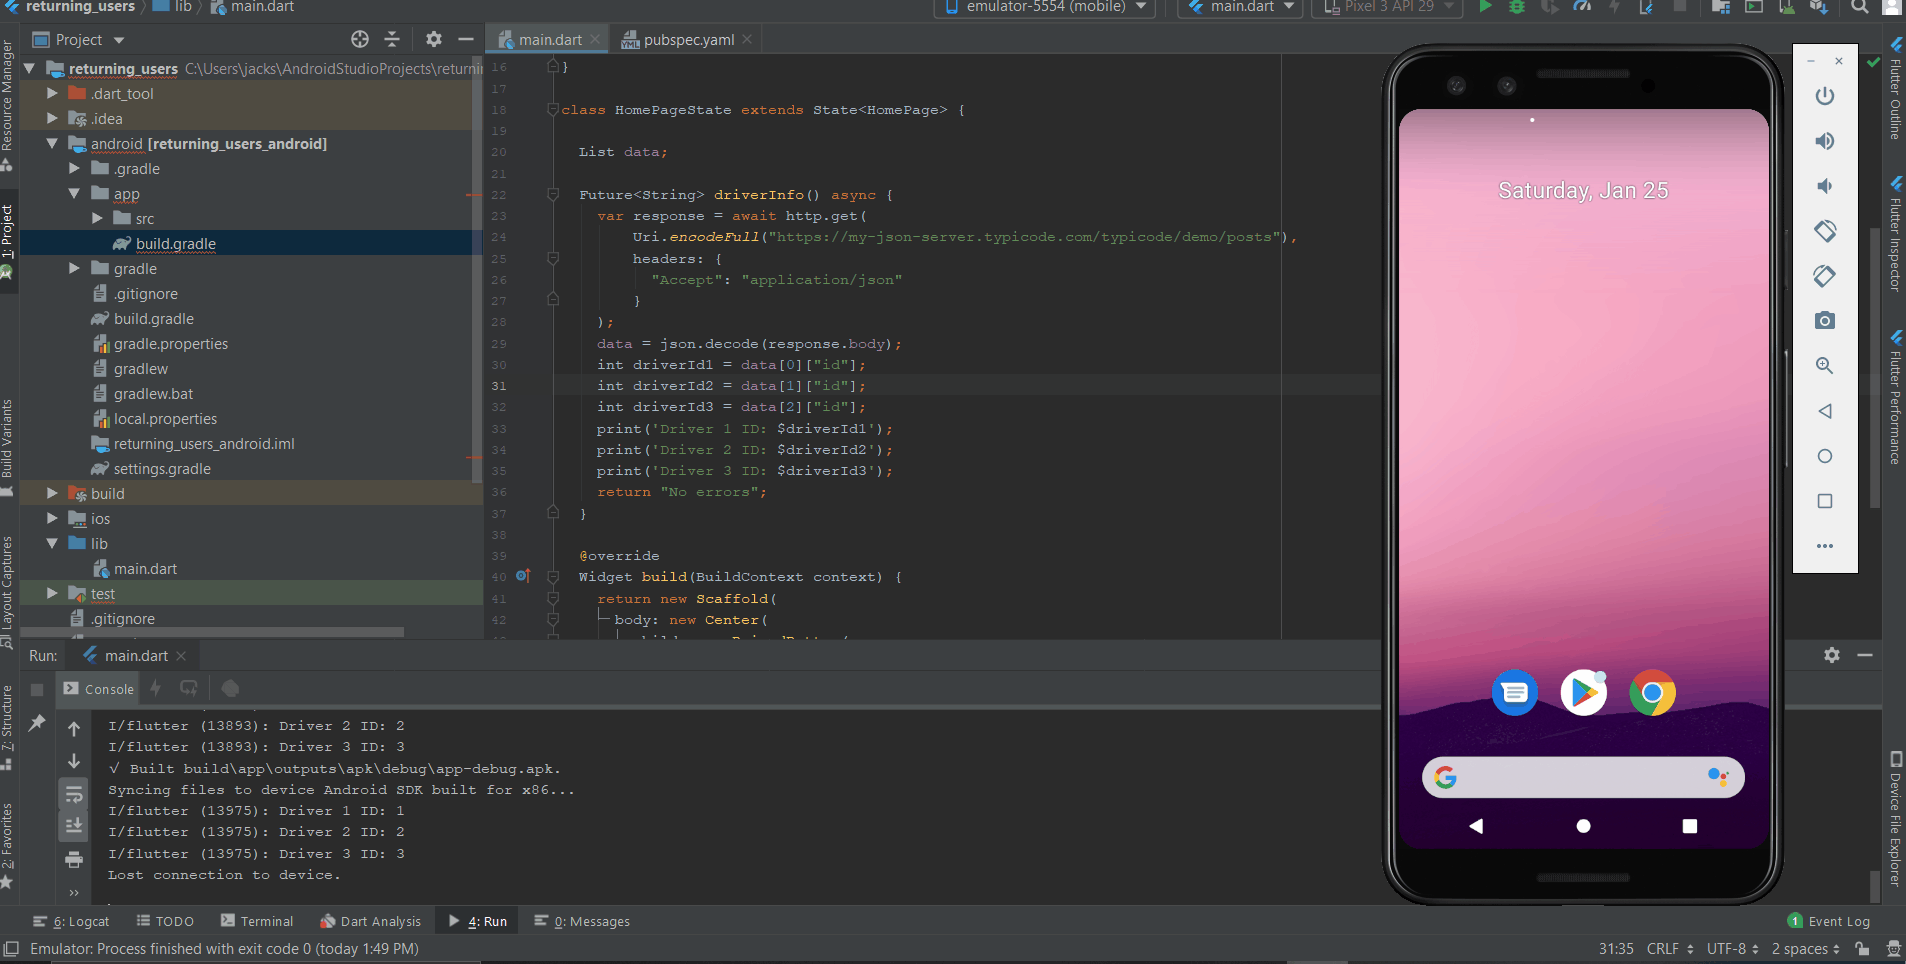 returning_users lib main.dart emulator-5554 (mobile) main.dart Pixel 3 API 29
Project main.dart pubspec.yaml
Resource Manager
1: Project
Build Variants
Layout Captures
7: Structure
2: Favorites
returning_users C:\Users\jacks\AndroidStudioProjects\returni
.dart_tool
.idea
android [returning_users_android]
.gradle
app
src
build.gradle
gradle
.gitignore
build.gradle
gradle.properties
gradlew
gradlew.bat
local.properties
returning_users_android.iml
settings.gradle
build
ios
lib
main.dart
test
.gitignore
16 }
17
18 class HomePageState extends State<HomePage> {
19
20 List data;
21
22 Future<String> driverInfo() async {
23 var response = await http.get(
24 Uri.encodeFull("https://my-json-server.typicode.com/typicode/demo/posts"),
25 headers: {
26 "Accept": "application/json"
27 }
28 );
29 data = json.decode(response.body);
30 int driverId1 = data[0]["id"];
31 int driverId2 = data[1]["id"];
32 int driverId3 = data[2]["id"];
33 print('Driver 1 ID: $driverId1');
34 print('Driver 2 ID: $driverId2');
35 print('Driver 3 ID: $driverId3');
36 return "No errors";
37 }
38
39 @override
40 Widget build(BuildContext context) {
41 return new Scaffold(
42 body: new Center(
Saturday, Jan 25
Flutter Outline
Flutter Inspector
Flutter Performance
Device File Explorer
Run: main.dart
Console
I/flutter (13893): Driver 2 ID: 2
I/flutter (13893): Driver 3 ID: 3
√ Built build\app\outputs\apk\debug\app-debug.apk.
Syncing files to device Android SDK built for x86...
I/flutter (13975): Driver 1 ID: 1
I/flutter (13975): Driver 2 ID: 2
I/flutter (13975): Driver 3 ID: 3
Lost connection to device.
6: Logcat TODO Terminal Dart Analysis 4: Run 0: Messages 1 Event Log
Emulator: Process finished with exit code 0 (today 1:49 PM) 31:35 CRLF UTF-8 2 spaces